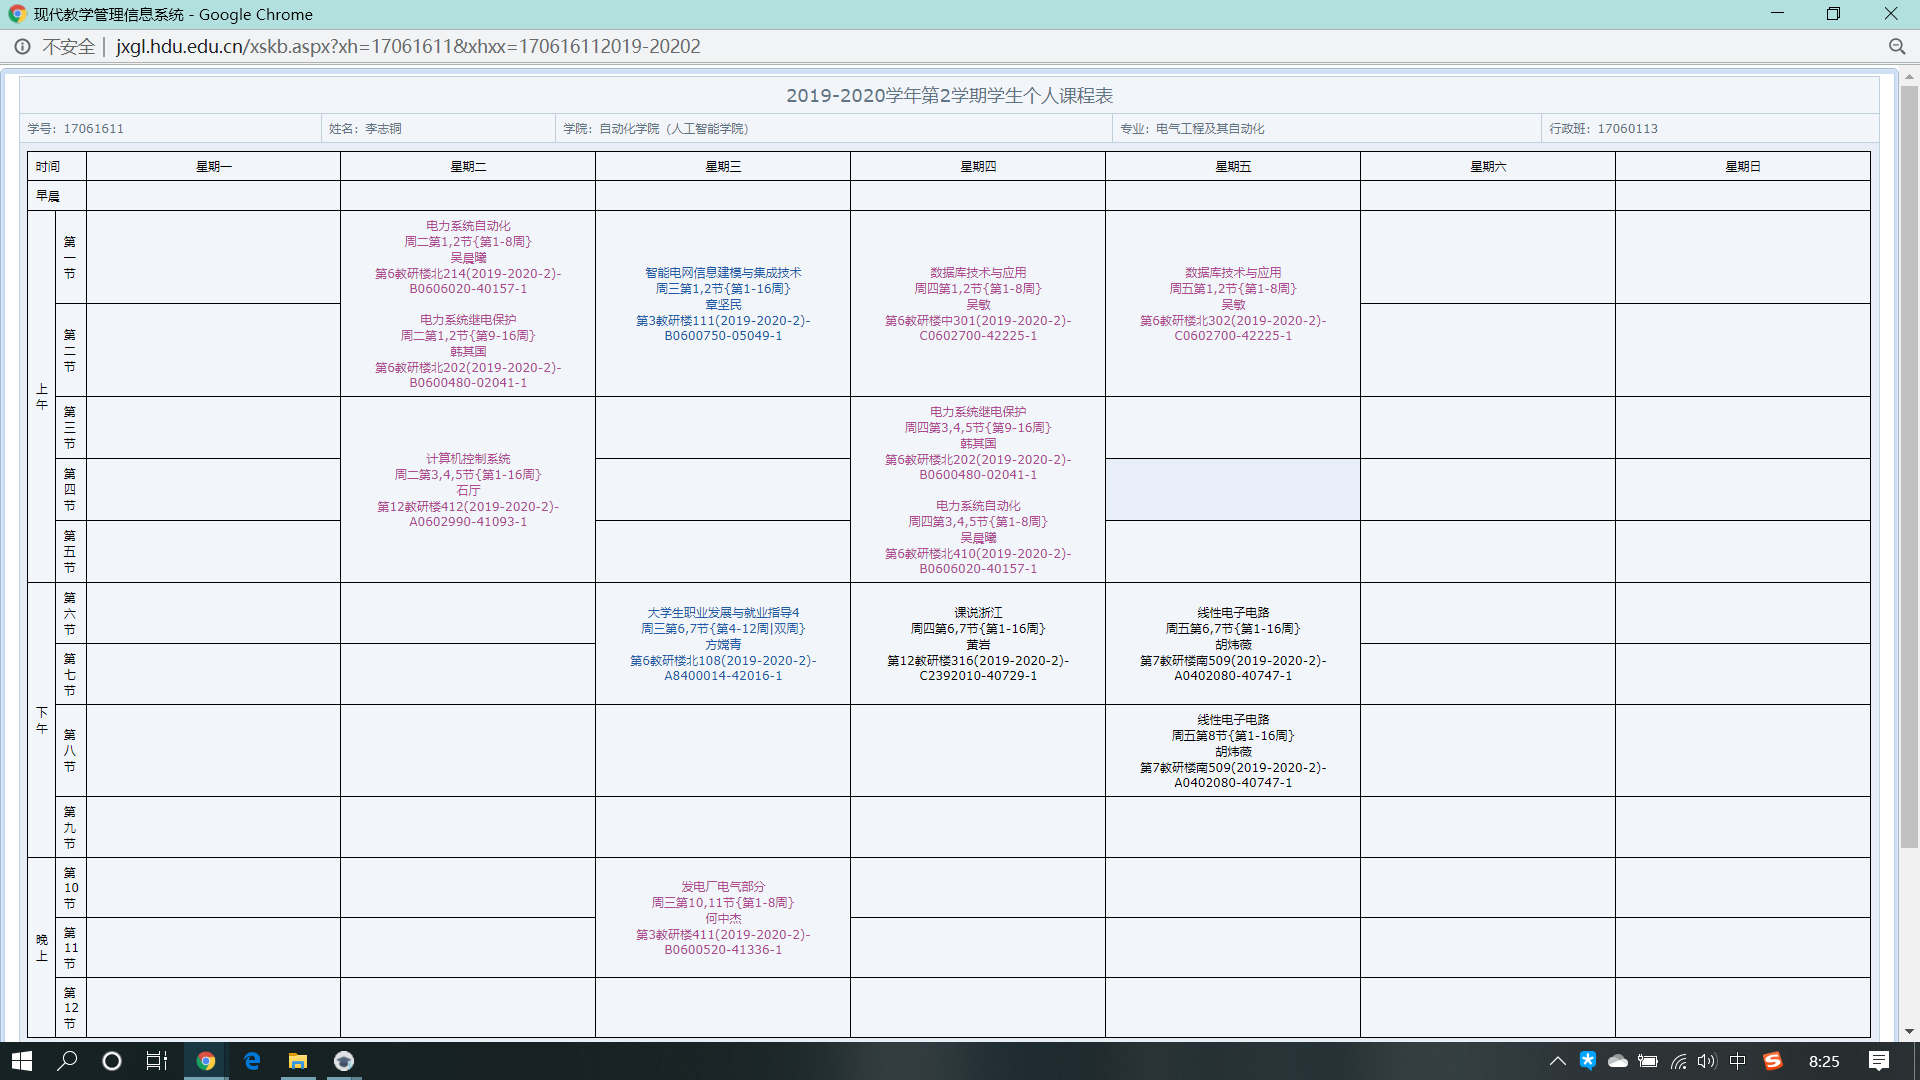 现代教学管理信息系统 - Google Chrome
不安全 | jxgl.hdu.edu.cn/xskb.aspx?xh=17061611&xhxx=170616112019-20202
2019-2020学年第2学期学生个人课程表
学号：17061611 姓名：李志铜 学院：自动化学院（人工智能学院） 专业：电气工程及其自动化 行政班：17060113
时间 星期一 星期二 星期三 星期四 星期五 星期六 星期日
早晨
上午
第一节
第二节
电力系统自动化
周二第1,2节{第1-8周}
吴晨曦
第6教研楼北214(2019-2020-2)-
B0606020-40157-1
电力系统继电保护
周二第1,2节{第9-16周}
韩其国
第6教研楼北202(2019-2020-2)-
B0600480-02041-1
智能电网信息建模与集成技术
周三第1,2节{第1-16周}
章坚民
第3教研楼111(2019-2020-2)-
B0600750-05049-1
数据库技术与应用
周四第1,2节{第1-8周}
吴敏
第6教研楼中301(2019-2020-2)-
C0602700-42225-1
数据库技术与应用
周五第1,2节{第1-8周}
吴敏
第6教研楼北302(2019-2020-2)-
C0602700-42225-1
第三节
第四节
第五节
计算机控制系统
周二第3,4,5节{第1-16周}
石厅
第12教研楼412(2019-2020-2)-
A0602990-41093-1
电力系统继电保护
周四第3,4,5节{第9-16周}
韩其国
第6教研楼北202(2019-2020-2)-
B0600480-02041-1
电力系统自动化
周四第3,4,5节{第1-8周}
吴晨曦
第6教研楼北410(2019-2020-2)-
B0606020-40157-1
下午
第六节
第七节
大学生职业发展与就业指导4
周三第6,7节{第4-12周|双周}
方嫦青
第6教研楼北108(2019-2020-2)-
A8400014-42016-1
课说浙江
周四第6,7节{第1-16周}
黄岩
第12教研楼316(2019-2020-2)-
C2392010-40729-1
线性电子电路
周五第6,7节{第1-16周}
胡炜薇
第7教研楼南509(2019-2020-2)-
A0402080-40747-1
第八节
线性电子电路
周五第8节{第1-16周}
胡炜薇
第7教研楼南509(2019-2020-2)-
A0402080-40747-1
第九节
晚上
第10节
第11节
发电厂电气部分
周三第10,11节{第1-8周}
何中杰
第3教研楼411(2019-2020-2)-
B0600520-41336-1
第12节
中 8:25